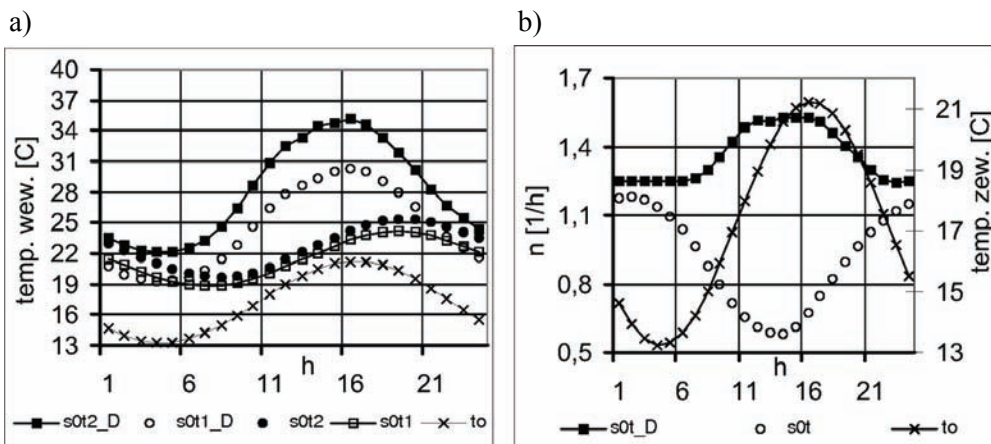 a)
temp. wew. [C]
40
37
34
31
28
25
22
19
16
13
1
6
11
16
21
h
s0t2_D
s0t1_D
s0t2
s0t1
to
b)
n [1/h]
1,7
1,4
1,1
0,8
0,5
temp. zew. [C]
21
19
17
15
13
1
6
11
16
21
h
s0t_D
s0t
to